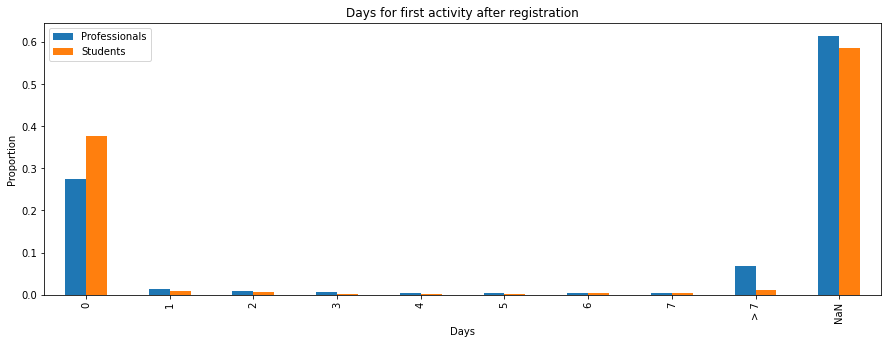 Days for first activity after registration
Professionals
Students
Proportion
0.6
0.5
0.4
0.3
0.2
0.1
0.0
0
1
2
3
4
5
6
7
> 7
NaN
Days